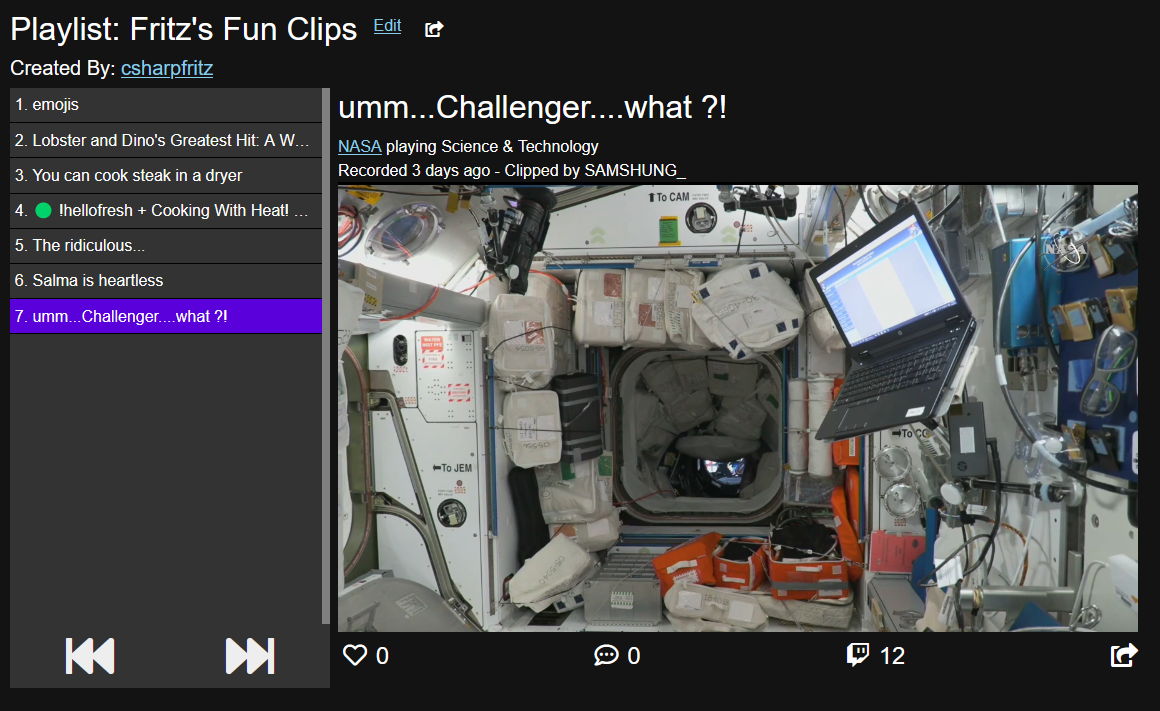 Playlist: Fritz's Fun Clips Edit
Created By: csharpfritz
1. emojis
2. Lobster and Dino's Greatest Hit: A W...
3. You can cook steak in a dryer
4. !hellofresh + Cooking With Heat! ...
5. The ridiculous...
6. Salma is heartless
7. umm...Challenger....what ?!
umm...Challenger....what ?!
NASA playing Science & Technology
Recorded 3 days ago - Clipped by SAMSHUNG_
To CAM
NASA
To JEM
0
0
12